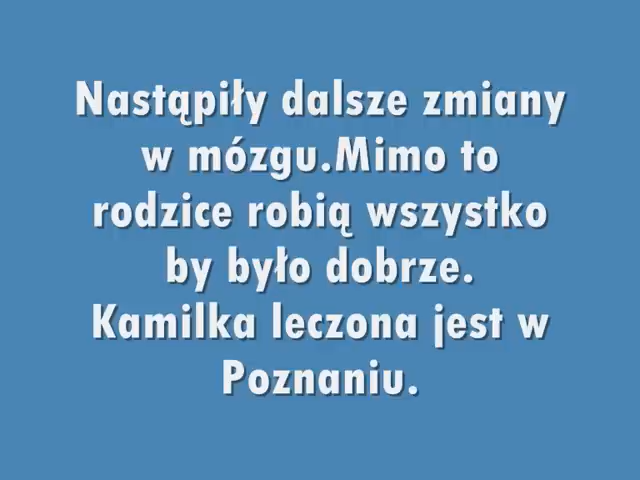 Nastąpiły dalsze zmiany
w mózgu.Mimo to
rodzice robią wszystko
by było dobrze.
Kamilka leczona jest w
Poznaniu.